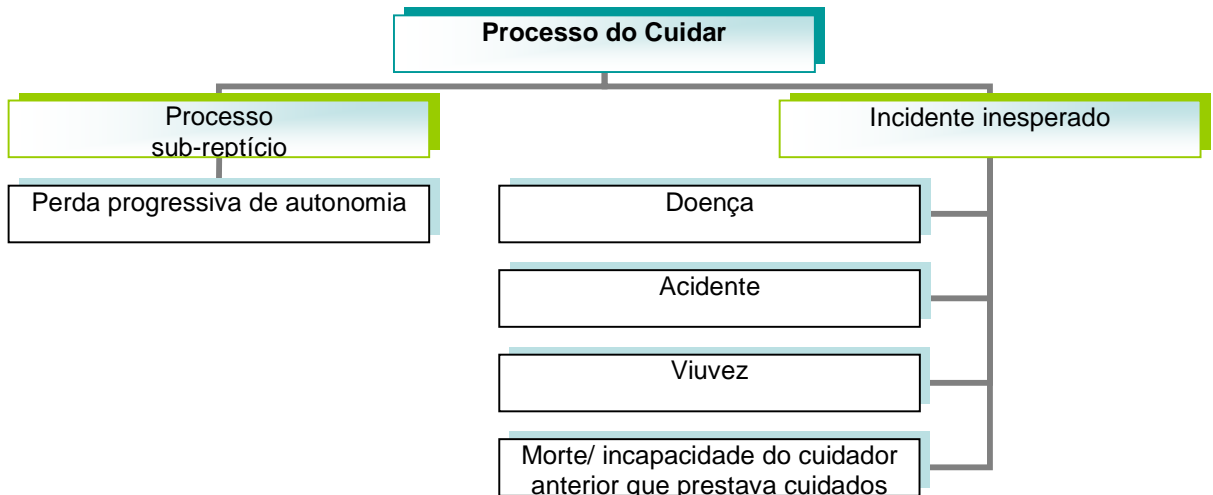 Processo do Cuidar
Processo
sub-reptício
Incidente inesperado
Perda progressiva de autonomia
Doença
Acidente
Viuvez
Morte/ incapacidade do cuidador
anterior que prestava cuidados